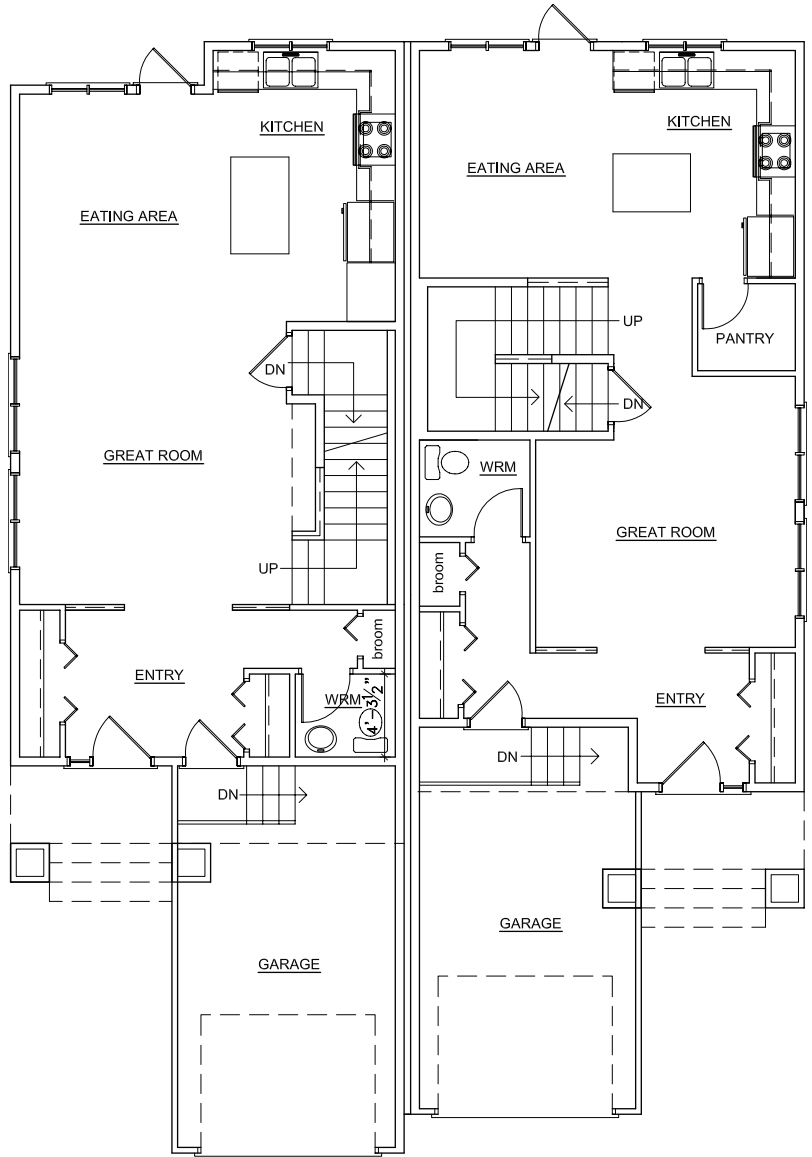 KITCHEN
EATING AREA
DN
GREAT ROOM
UP
broom
ENTRY
WRM
4'-3½"
DN
GARAGE
KITCHEN
EATING AREA
UP
PANTRY
DN
WRM
GREAT ROOM
broom
ENTRY
DN
GARAGE